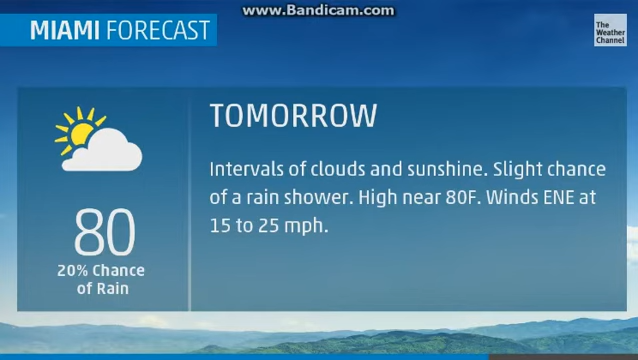 www.Bandicam.com
MIAMI FORECAST
The
Weather
Channel
TOMORROW
Intervals of clouds and sunshine. Slight chance
of a rain shower. High near 80F. Winds ENE at
15 to 25 mph.
80
20% Chance
of Rain